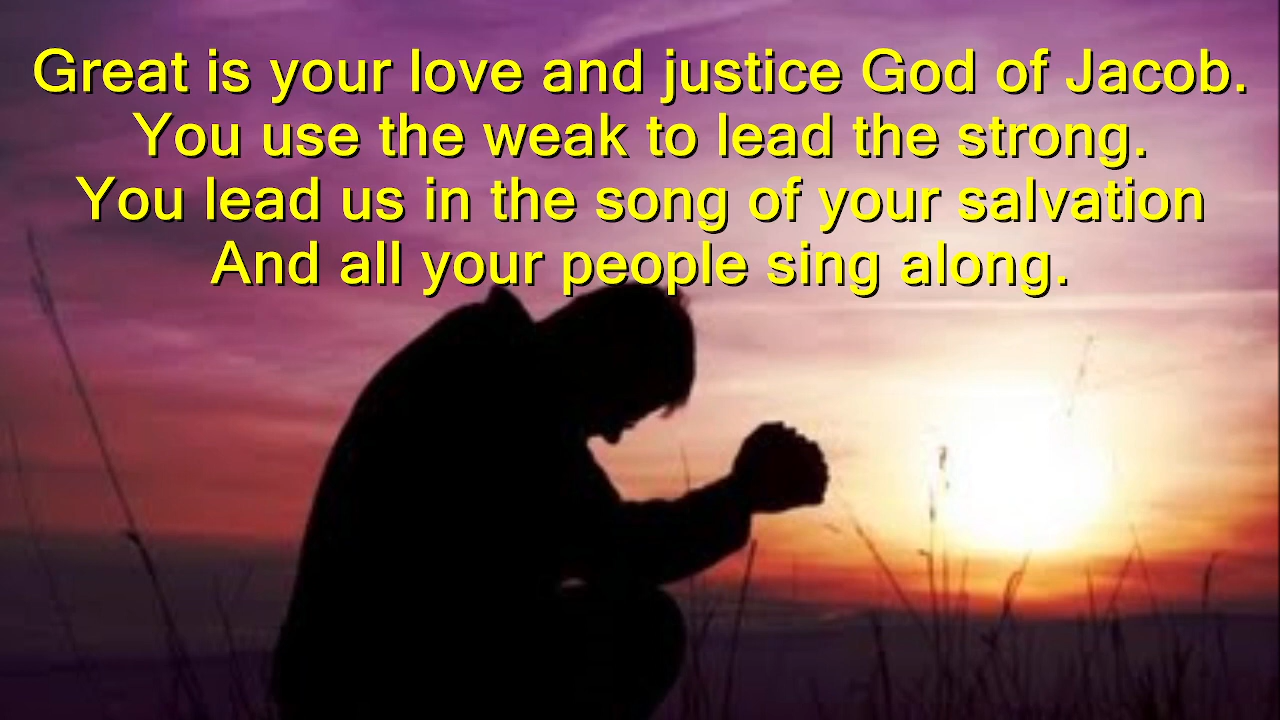 Great is your love and justice God of Jacob.
You use the weak to lead the strong.
You lead us in the song of your salvation
And all your people sing along.